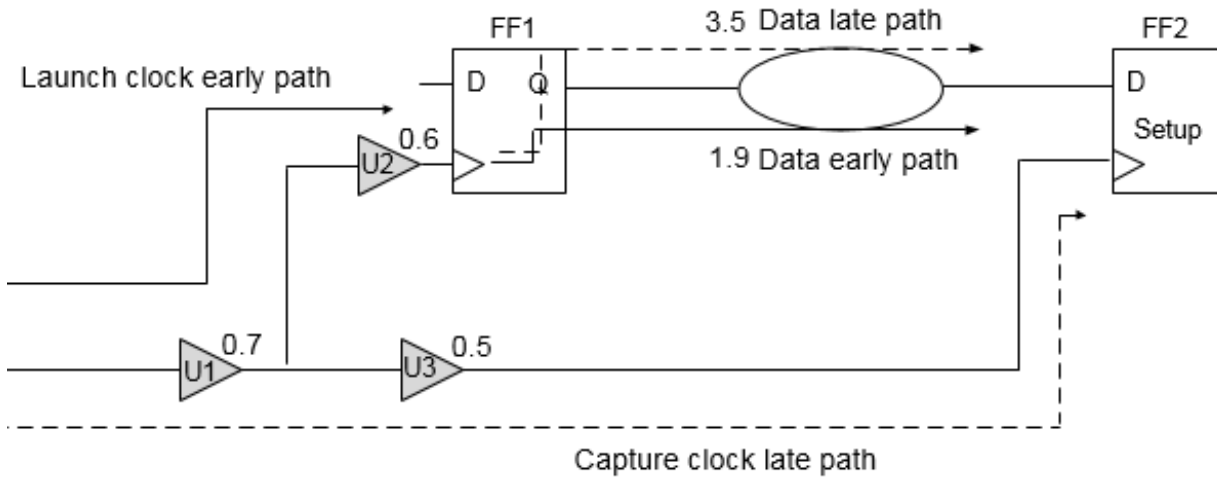 3.5 Data late path
FF1
FF2
Launch clock early path
D
Q
D
0.6
Setup
U2
1.9 Data early path
0.7
0.5
U1
U3
Capture clock late path